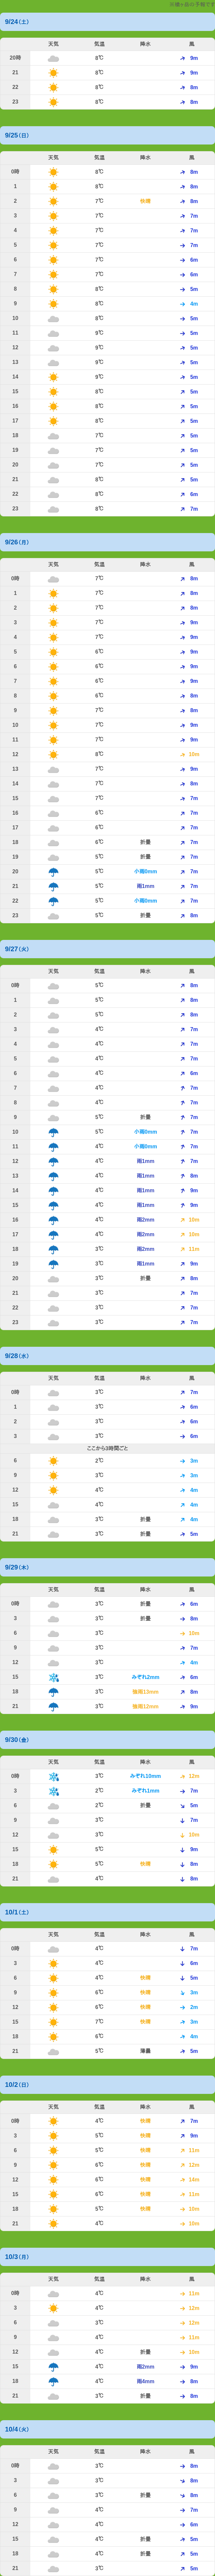 9/24(土)
天気 気温 降水 風
20時 8℃ 9m
21 8℃ 9m
22 8℃ 8m
23 8℃ 8m
9/25(日)
天気 気温 降水 風
0時 8℃ 8m
1 8℃ 8m
2 7℃ 快晴 8m
3 7℃ 7m
4 7℃ 7m
5 7℃ 7m
6 7℃ 6m
7 7℃ 6m
8 8℃ 5m
9 8℃ 4m
10 8℃ 5m
11 9℃ 5m
12 9℃ 5m
13 9℃ 5m
14 9℃ 5m
15 8℃ 5m
16 8℃ 5m
17 8℃ 5m
18 7℃ 5m
19 7℃ 5m
20 7℃ 5m
21 8℃ 5m
22 8℃ 6m
23 8℃ 7m
9/26(月)
天気 気温 降水 風
0時 7℃ 8m
1 7℃ 8m
2 7℃ 8m
3 7℃ 9m
4 7℃ 9m
5 6℃ 9m
6 6℃ 9m
7 6℃ 9m
8 6℃ 8m
9 7℃ 8m
10 7℃ 9m
11 7℃ 9m
12 8℃ 10m
13 7℃ 9m
14 7℃ 8m
15 7℃ 7m
16 6℃ 7m
17 6℃ 7m
18 6℃ 折曇 7m
19 5℃ 折曇 7m
20 5℃ 小雨0mm 7m
21 5℃ 雨1mm 7m
22 5℃ 小雨0mm 7m
23 5℃ 折曇 8m
9/27(火)
天気 気温 降水 風
0時 5℃ 8m
1 5℃ 8m
2 5℃ 8m
3 4℃ 7m
4 4℃ 7m
5 4℃ 7m
6 4℃ 6m
7 4℃ 7m
8 4℃ 7m
9 5℃ 折曇 7m
10 5℃ 小雨0mm 7m
11 4℃ 小雨0mm 7m
12 4℃ 雨1mm 7m
13 4℃ 雨1mm 8m
14 4℃ 雨1mm 9m
15 4℃ 雨1mm 9m
16 4℃ 雨2mm 10m
17 4℃ 雨2mm 10m
18 3℃ 雨2mm 11m
19 3℃ 雨1mm 9m
20 3℃ 折曇 8m
21 3℃ 7m
22 3℃ 7m
23 3℃ 7m
9/28(水)
天気 気温 降水 風
0時 3℃ 7m
1 3℃ 6m
2 3℃ 6m
3 3℃ 6m
ここから3時間ごと
6 2℃ 3m
9 3℃ 3m
12 4℃ 4m
15 4℃ 4m
18 3℃ 折曇 4m
21 3℃ 折曇 5m
9/29(木)
天気 気温 降水 風
0時 3℃ 折曇 6m
3 3℃ 折曇 8m
6 3℃ 10m
9 3℃ 7m
12 3℃ 4m
15 3℃ みぞれ2mm 6m
18 3℃ 強雨13mm 8m
21 3℃ 強雨12mm 9m
9/30(金)
天気 気温 降水 風
0時 3℃ みぞれ10mm 12m
3 2℃ みぞれ1mm 7m
6 2℃ 折曇 5m
9 3℃ 7m
12 3℃ 10m
15 5℃ 9m
18 5℃ 快晴 8m
21 4℃ 8m
10/1(土)
天気 気温 降水 風
0時 4℃ 7m
3 4℃ 6m
6 4℃ 快晴 5m
9 6℃ 快晴 3m
12 6℃ 快晴 2m
15 7℃ 快晴 3m
18 6℃ 4m
21 5℃ 薄曇 5m
10/2(日)
天気 気温 降水 風
0時 4℃ 快晴 7m
3 5℃ 快晴 9m
6 5℃ 快晴 11m
9 6℃ 快晴 12m
12 6℃ 快晴 14m
15 6℃ 快晴 11m
18 5℃ 快晴 10m
21 4℃ 10m
10/3(月)
天気 気温 降水 風
0時 4℃ 11m
3 4℃ 12m
6 3℃ 12m
9 4℃ 11m
12 4℃ 折曇 10m
15 4℃ 雨2mm 9m
18 4℃ 雨4mm 8m
21 3℃ 折曇 8m
10/4(火)
天気 気温 降水 風
0時 3℃ 8m
3 3℃ 8m
6 3℃ 折曇 8m
9 4℃ 7m
12 4℃ 6m
15 4℃ 折曇 5m
18 4℃ 折曇 5m
21 3℃ 5m